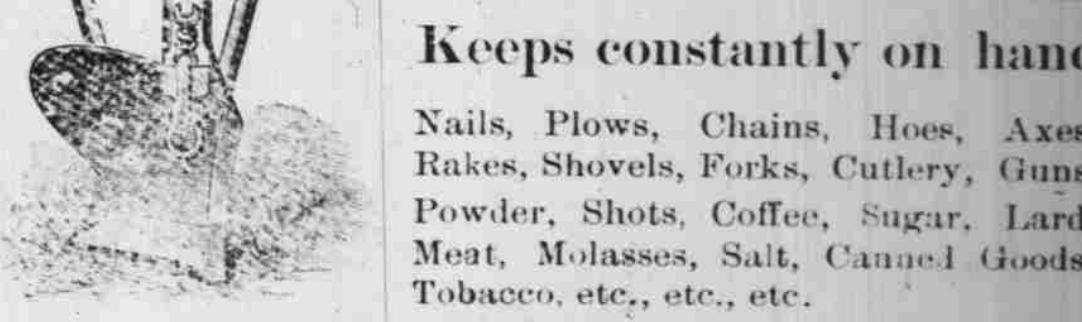 Keeps constantly on hand
Nails, Plows, Chains, Hoes, Axes
Rakes, Shovels, Forks, Cutlery, Guns
Powder, Shots, Coffee, Sugar, Lard
Meat, Molasses, Salt, Canned Goods
Tobacco, etc., etc., etc.